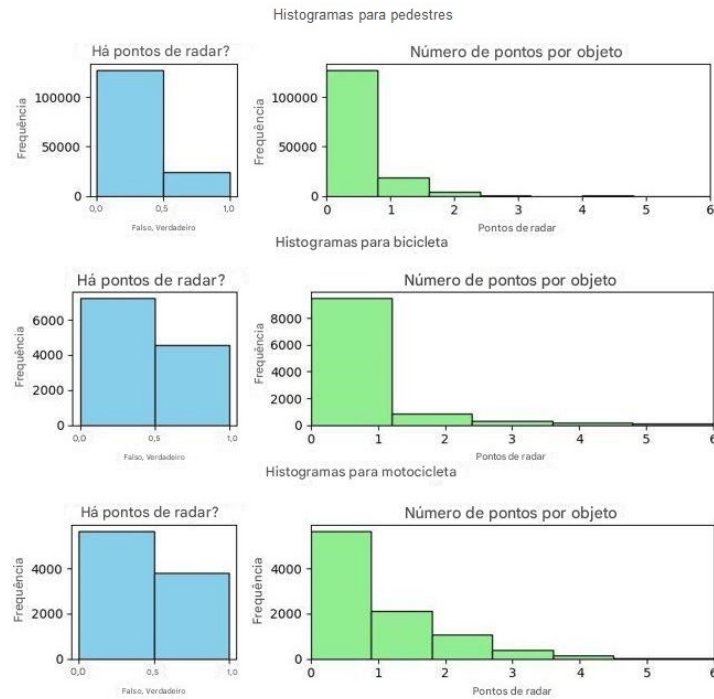 Histogramas para pedestres
Há pontos de radar?
Número de pontos por objeto
Frequência
100000
50000
0
0,0 0,5 1,0
Falso, Verdadeiro
Frequência
100000
50000
0
0 1 2 3 4 5 6
Pontos de radar
Histogramas para bicicleta
Há pontos de radar?
Número de pontos por objeto
Frequência
6000
4000
2000
0
0,0 0,5 1,0
Falso, Verdadeiro
Frequência
8000
6000
4000
2000
0
0 1 2 3 4 5 6
Pontos de radar
Histogramas para motocicleta
Há pontos de radar?
Número de pontos por objeto
Frequência
4000
2000
0
0,0 0,5 1,0
Falso, Verdadeiro
Frequência
4000
2000
0
0 1 2 3 4 5 6
Pontos de radar